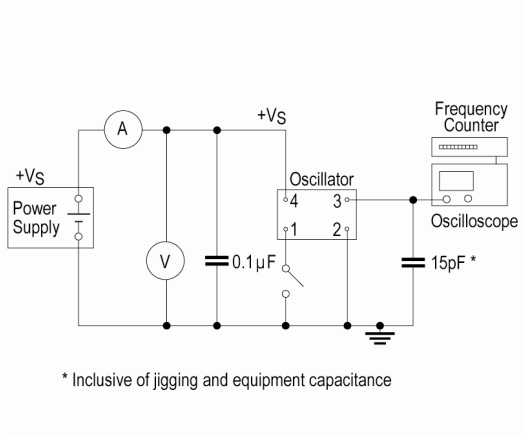 Frequency
Counter
+VS
A
+VS
Oscillator
Power
Supply
4 3
1 2
Oscilloscope
V
0.1µF
15pF *
* Inclusive of jigging and equipment capacitance